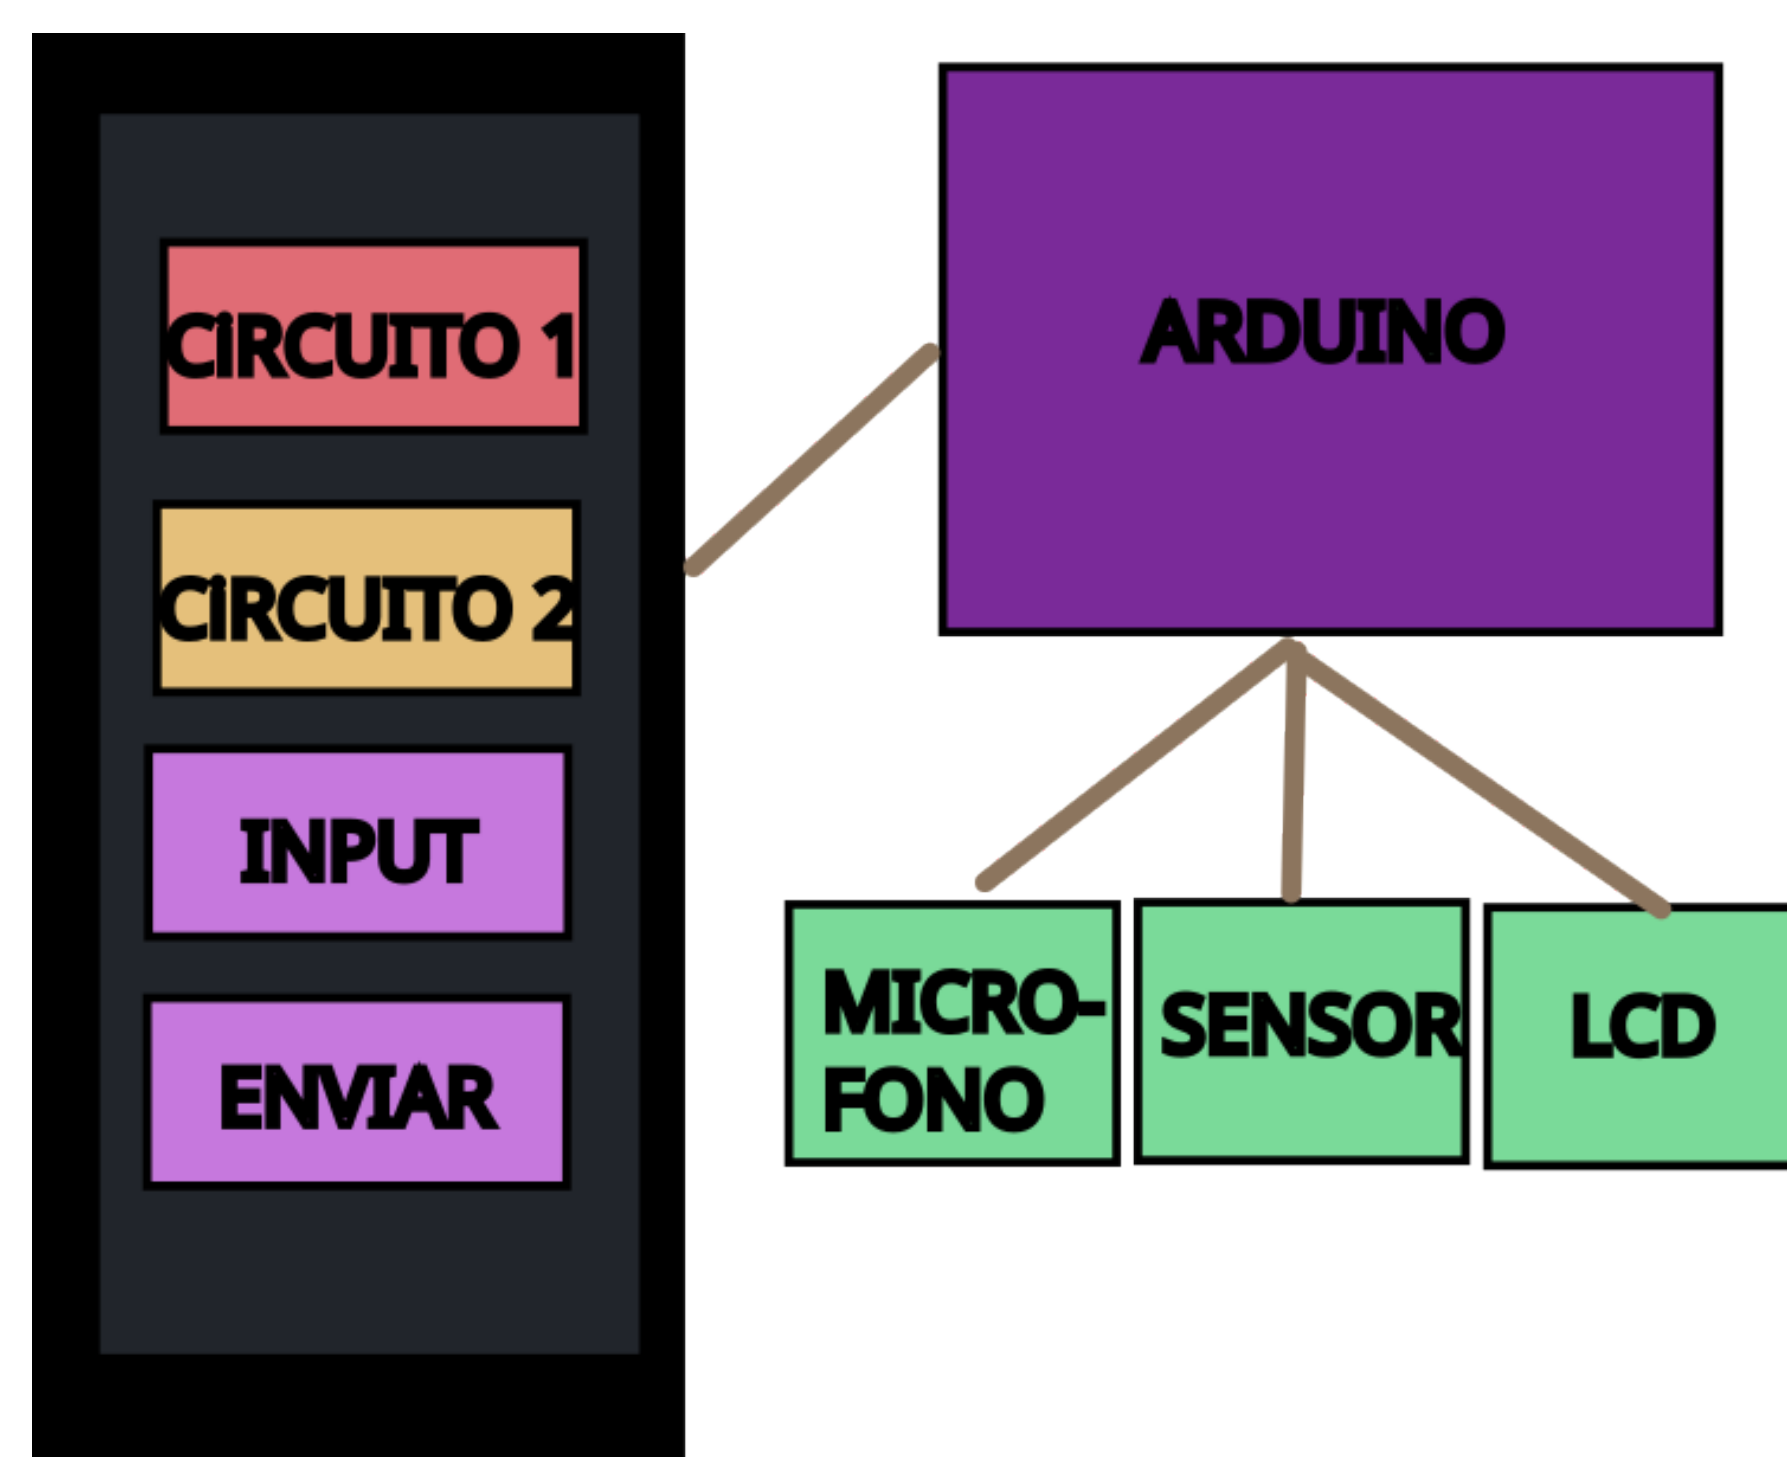 CiRCUITO 1
CiRCUITO 2
INPUT
ENVIAR
ARDUINO
MICRO-
FONO
SENSOR
LCD